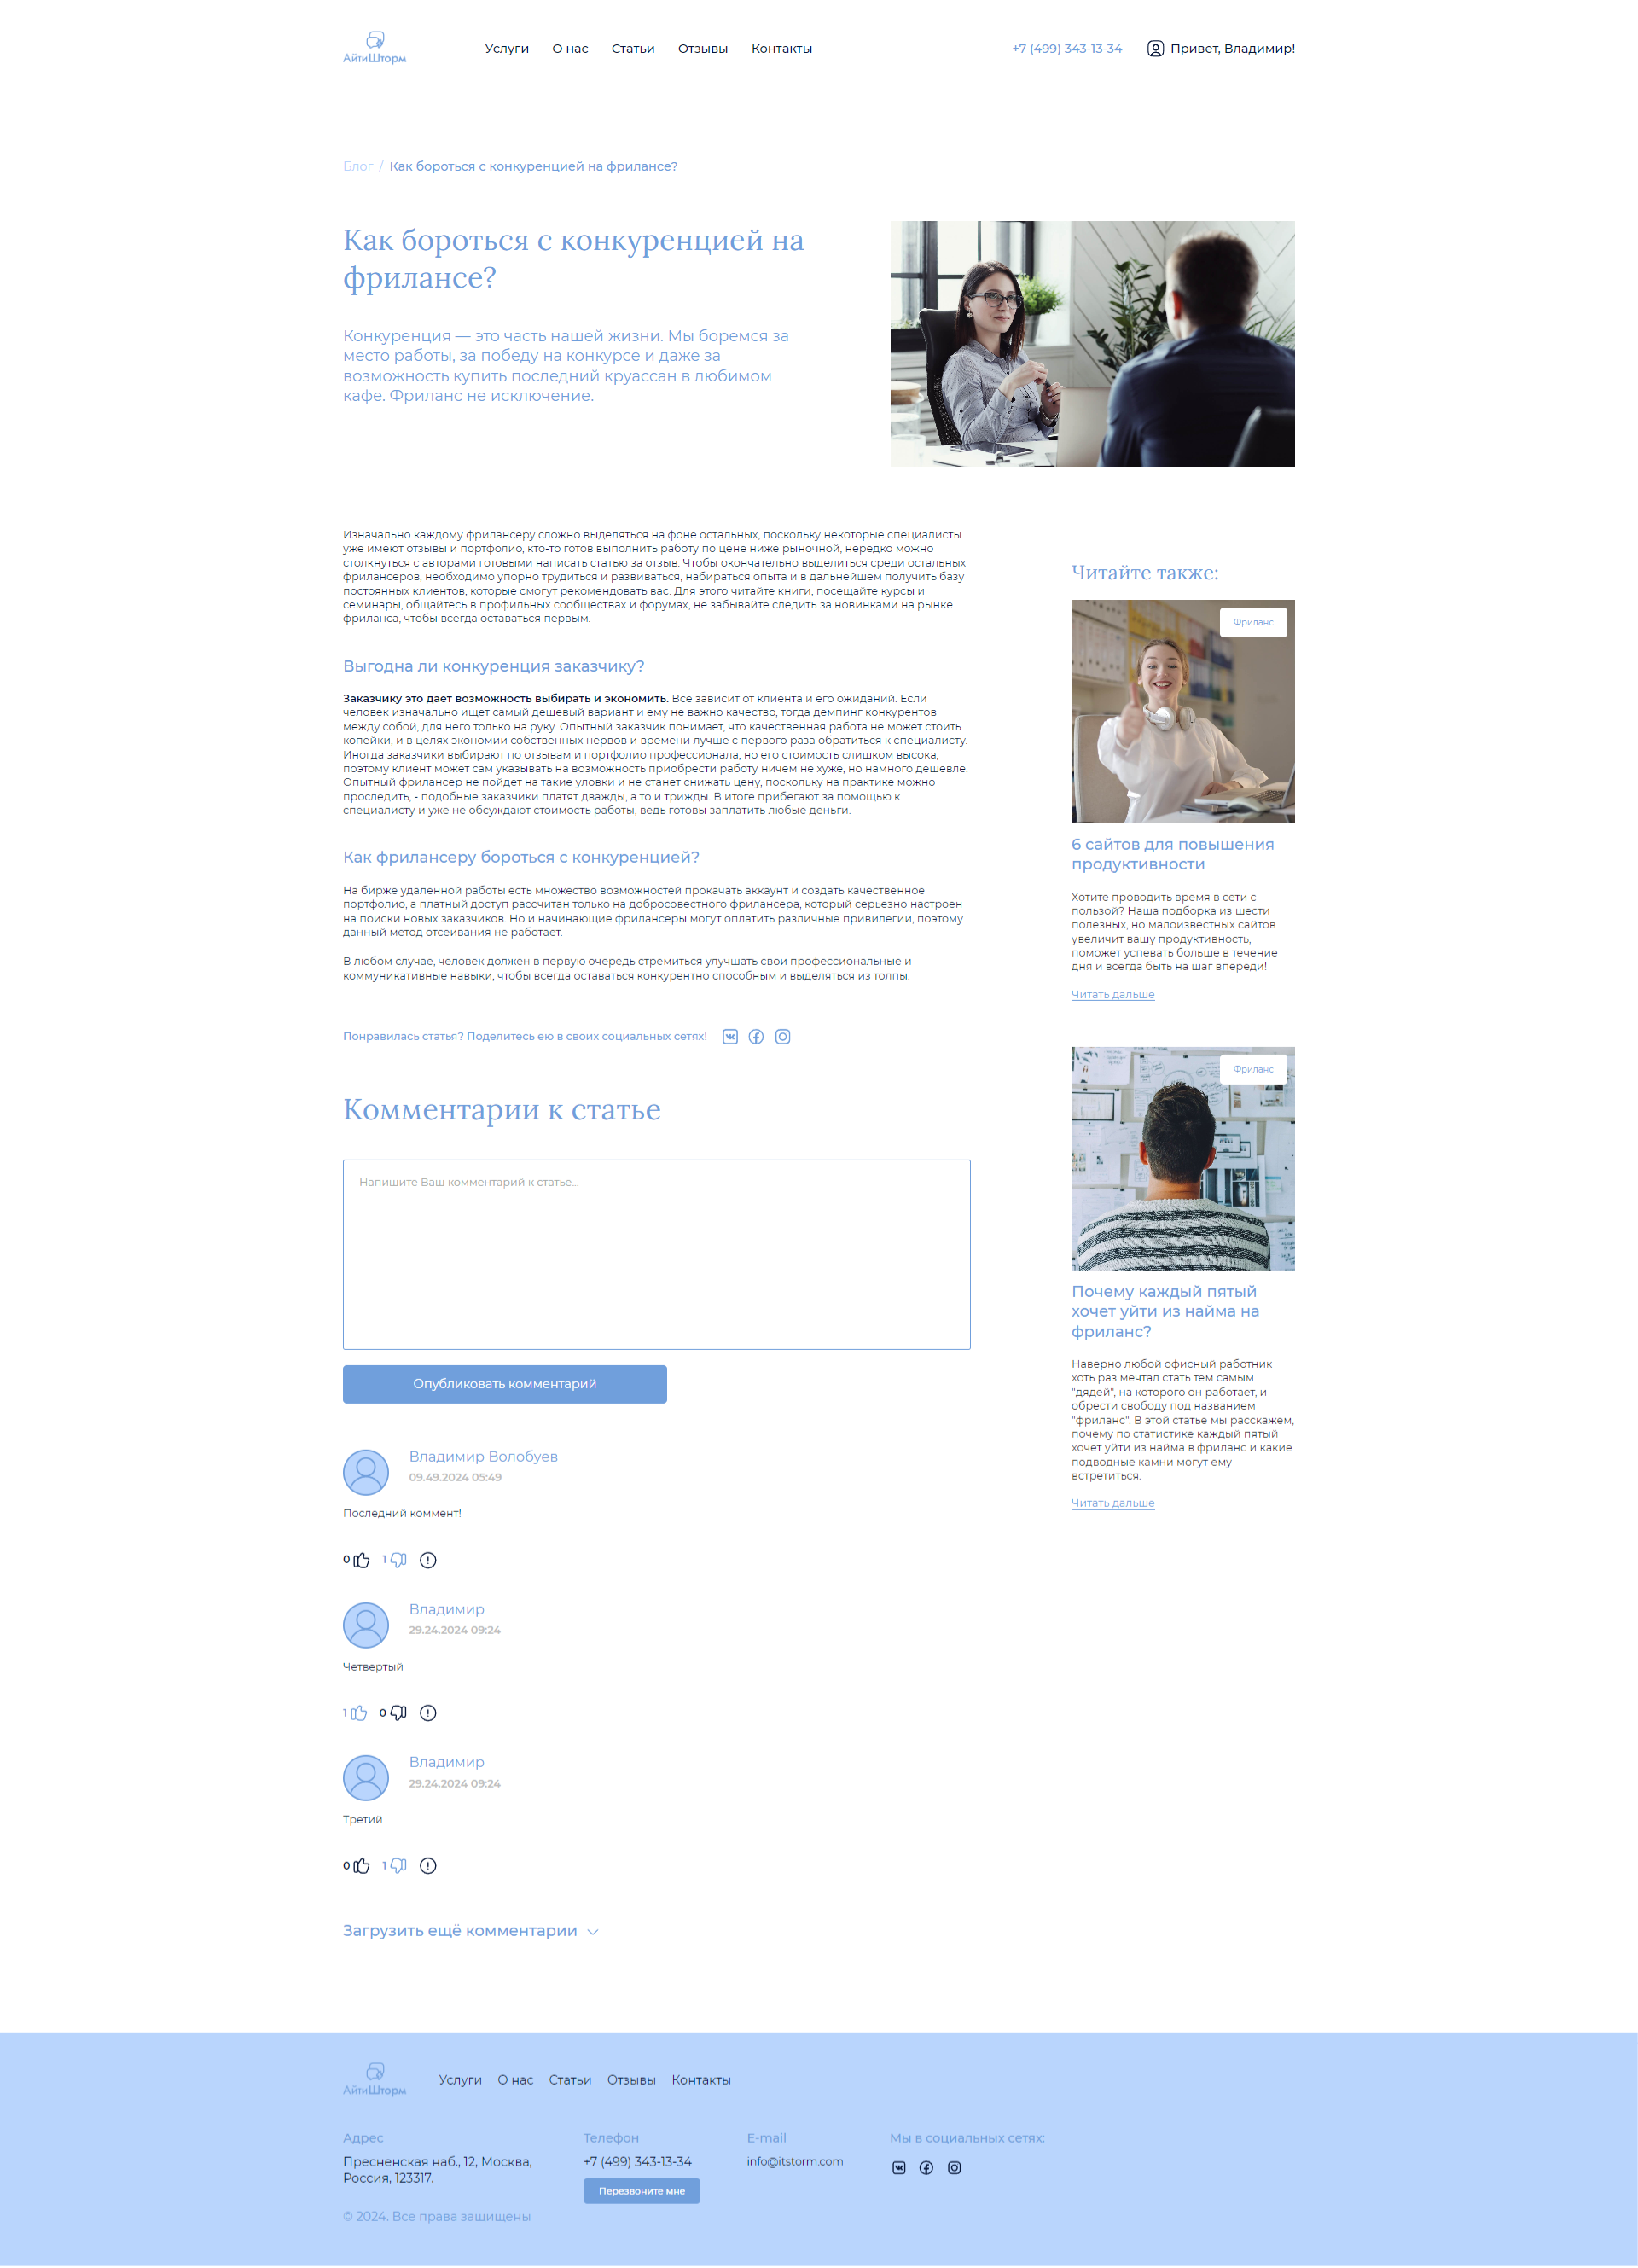 АйтиШторм
Услуги О нас Статьи Отзывы Контакты
+7 (499) 343-13-34 Привет, Владимир!
Блог / Как бороться с конкуренцией на фрилансе?
Как бороться с конкуренцией на
фрилансе?
Конкуренция — это часть нашей жизни. Мы боремся за
место работы, за победу на конкурсе и даже за
возможность купить последний круассан в любимом
кафе. Фриланс не исключение.
Изначально каждому фрилансеру сложно выделяться на фоне остальных, поскольку некоторые специалисты
уже имеют отзывы и портфолио, кто-то готов выполнить работу по цене ниже рыночной, нередко можно
столкнуться с авторами готовыми написать статью за отзыв. Чтобы окончательно выделиться среди остальных
фрилансеров, необходимо упорно трудиться и развиваться, набираться опыта и в дальнейшем получить базу
постоянных клиентов, которые смогут рекомендовать вас. Для этого читайте книги, посещайте курсы и
семинары, общайтесь в профильных сообществах и форумах, не забывайте следить за новинками на рынке
фриланса, чтобы всегда оставаться первым.
Выгодна ли конкуренция заказчику?
Заказчику это дает возможность выбирать и экономить. Все зависит от клиента и его ожиданий. Если
человек изначально ищет самый дешевый вариант и ему не важно качество, тогда демпинг конкурентов
между собой, для него только на руку. Опытный заказчик понимает, что качественная работа не может стоить
копейки, и в целях экономии собственных нервов и времени лучше с первого раза обратиться к специалисту.
Иногда заказчики выбирают по отзывам и портфолио профессионала, но его стоимость слишком высока,
поэтому клиент может сам указывать на возможность приобрести работу ничем не хуже, но намного дешевле.
Опытный фрилансер не пойдет на такие уловки и не станет снижать цену, поскольку на практике можно
проследить, - подобные заказчики платят дважды, а то и трижды. В итоге прибегают за помощью к
специалисту и уже не обсуждают стоимость работы, ведь готовы заплатить любые деньги.
Как фрилансеру бороться с конкуренцией?
На бирже удаленной работы есть множество возможностей прокачать аккаунт и создать качественное
портфолио, а платный доступ рассчитан только на добросовестного фрилансера, который серьезно настроен
на поиски новых заказчиков. Но и начинающие фрилансеры могут оплатить различные привилегии, поэтому
данный метод отсеивания не работает.
В любом случае, человек должен в первую очередь стремиться улучшать свои профессиональные и
коммуникативные навыки, чтобы всегда оставаться конкурентно способным и выделяться из толпы.
Понравилась статья? Поделитесь ею в своих социальных сетях!
Читайте также:
Фриланс
6 сайтов для повышения
продуктивности
Хотите проводить время в сети с
пользой? Наша подборка из шести
полезных, но малоизвестных сайтов
увеличит вашу продуктивность,
поможет успевать больше в течение
дня и всегда быть на шаг впереди!
Читать дальше
Фриланс
Почему каждый пятый
хочет уйти из найма на
фриланс?
Наверно любой офисный работник
хоть раз мечтал стать тем самым
"дядей", на которого он работает, и
обрести свободу под названием
"фриланс". В этой статье мы расскажем,
почему по статистике каждый пятый
хочет уйти из найма в фриланс и какие
подводные камни могут ему
встретиться.
Читать дальше
Комментарии к статье
Напишите Ваш комментарий к статье...
Опубликовать комментарий
Владимир Волобуев
09.49.2024 05:49
Последний коммент!
0 1
Владимир
29.24.2024 09:24
Четвертый
1 0
Владимир
29.24.2024 09:24
Третий
0 1
Загрузить ещё комментарии
АйтиШторм
Услуги О нас Статьи Отзывы Контакты
Адрес
Пресненская наб., 12, Москва,
Россия, 123317.
Телефон
+7 (499) 343-13-34
Перезвоните мне
E-mail
info@itstorm.com
Мы в социальных сетях:
© 2024. Все права защищены